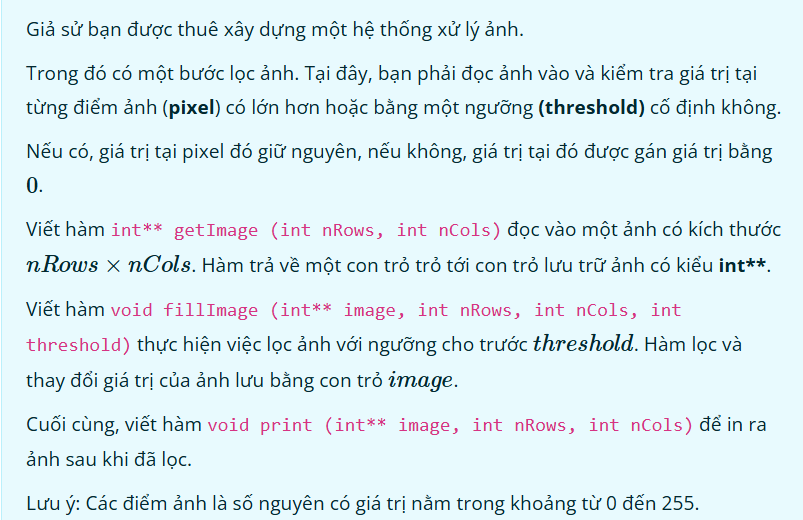 Giả sử bạn được thuê xây dựng một hệ thống xử lý ảnh.
Trong đó có một bước lọc ảnh. Tại đây, bạn phải đọc ảnh vào và kiểm tra giá trị tại
từng điểm ảnh (pixel) có lớn hơn hoặc bằng một ngưỡng (threshold) cố định không.
Nếu có, giá trị tại pixel đó giữ nguyên, nếu không, giá trị tại đó được gán giá trị bằng
0.
Viết hàm int** getImage (int nRows, int nCols) đọc vào một ảnh có kích thước
nRows × nCols. Hàm trả về một con trỏ trỏ tới con trỏ lưu trữ ảnh có kiểu int**.
Viết hàm void fillImage (int** image, int nRows, int nCols, int
threshold) thực hiện việc lọc ảnh với ngưỡng cho trước threshold. Hàm lọc và
thay đổi giá trị của ảnh lưu bằng con trỏ image.
Cuối cùng, viết hàm void print (int** image, int nRows, int nCols) để in ra
ảnh sau khi đã lọc.
Lưu ý: Các điểm ảnh là số nguyên có giá trị nằm trong khoảng từ 0 đến 255.